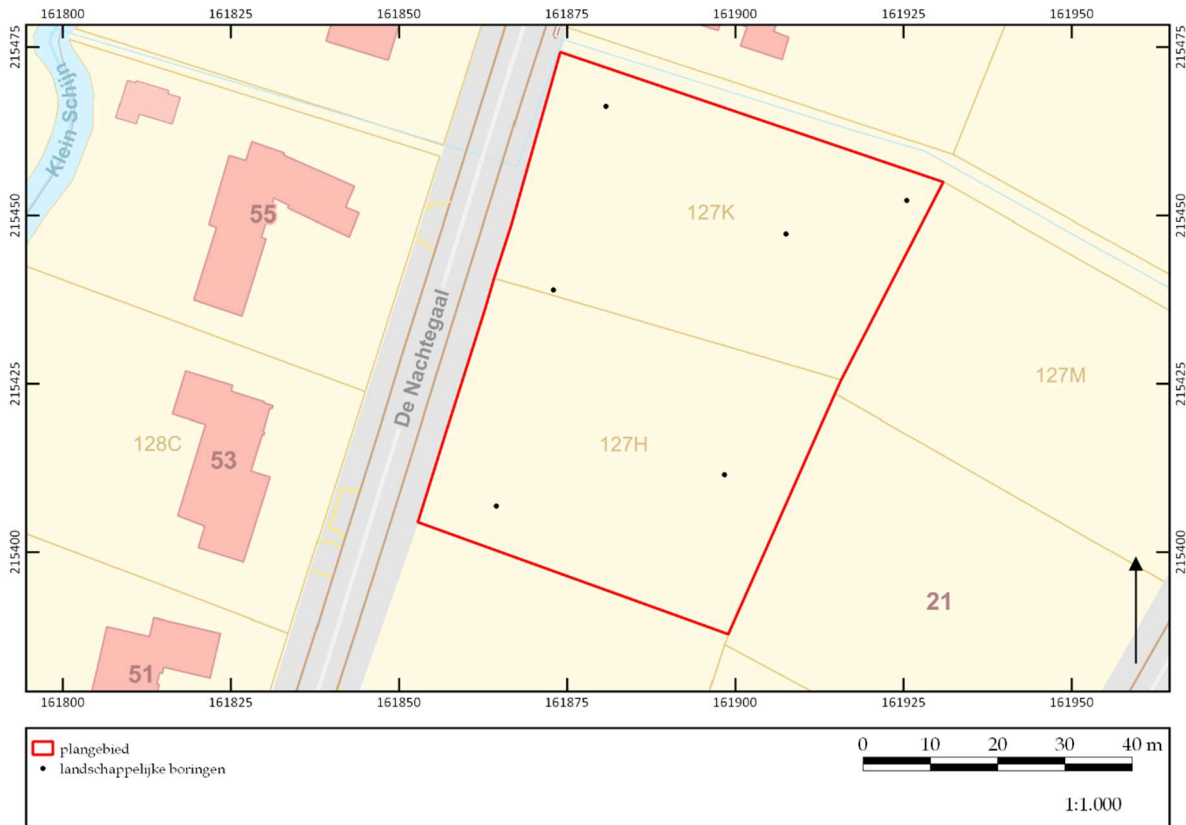 161800 161825 161850 161875 161900 161925 161950
215475 215475
Klein Schijn
55
127K
215450 215450
De Nachtegaal
215425 215425
127M
128C
53
127H
215400 215400
21
51
161800 161825 161850 161875 161900 161925 161950
plangebied
landschappelijke boringen
0 10 20 30 40 m
1:1.000